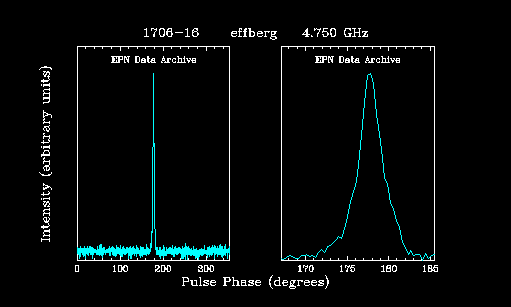 1706-16 effberg 4.750 GHz
EPN Data Archive EPN Data Archive
Intensity (arbitrary units)
0 100 200 300 170 175 180 185
Pulse Phase (degrees)